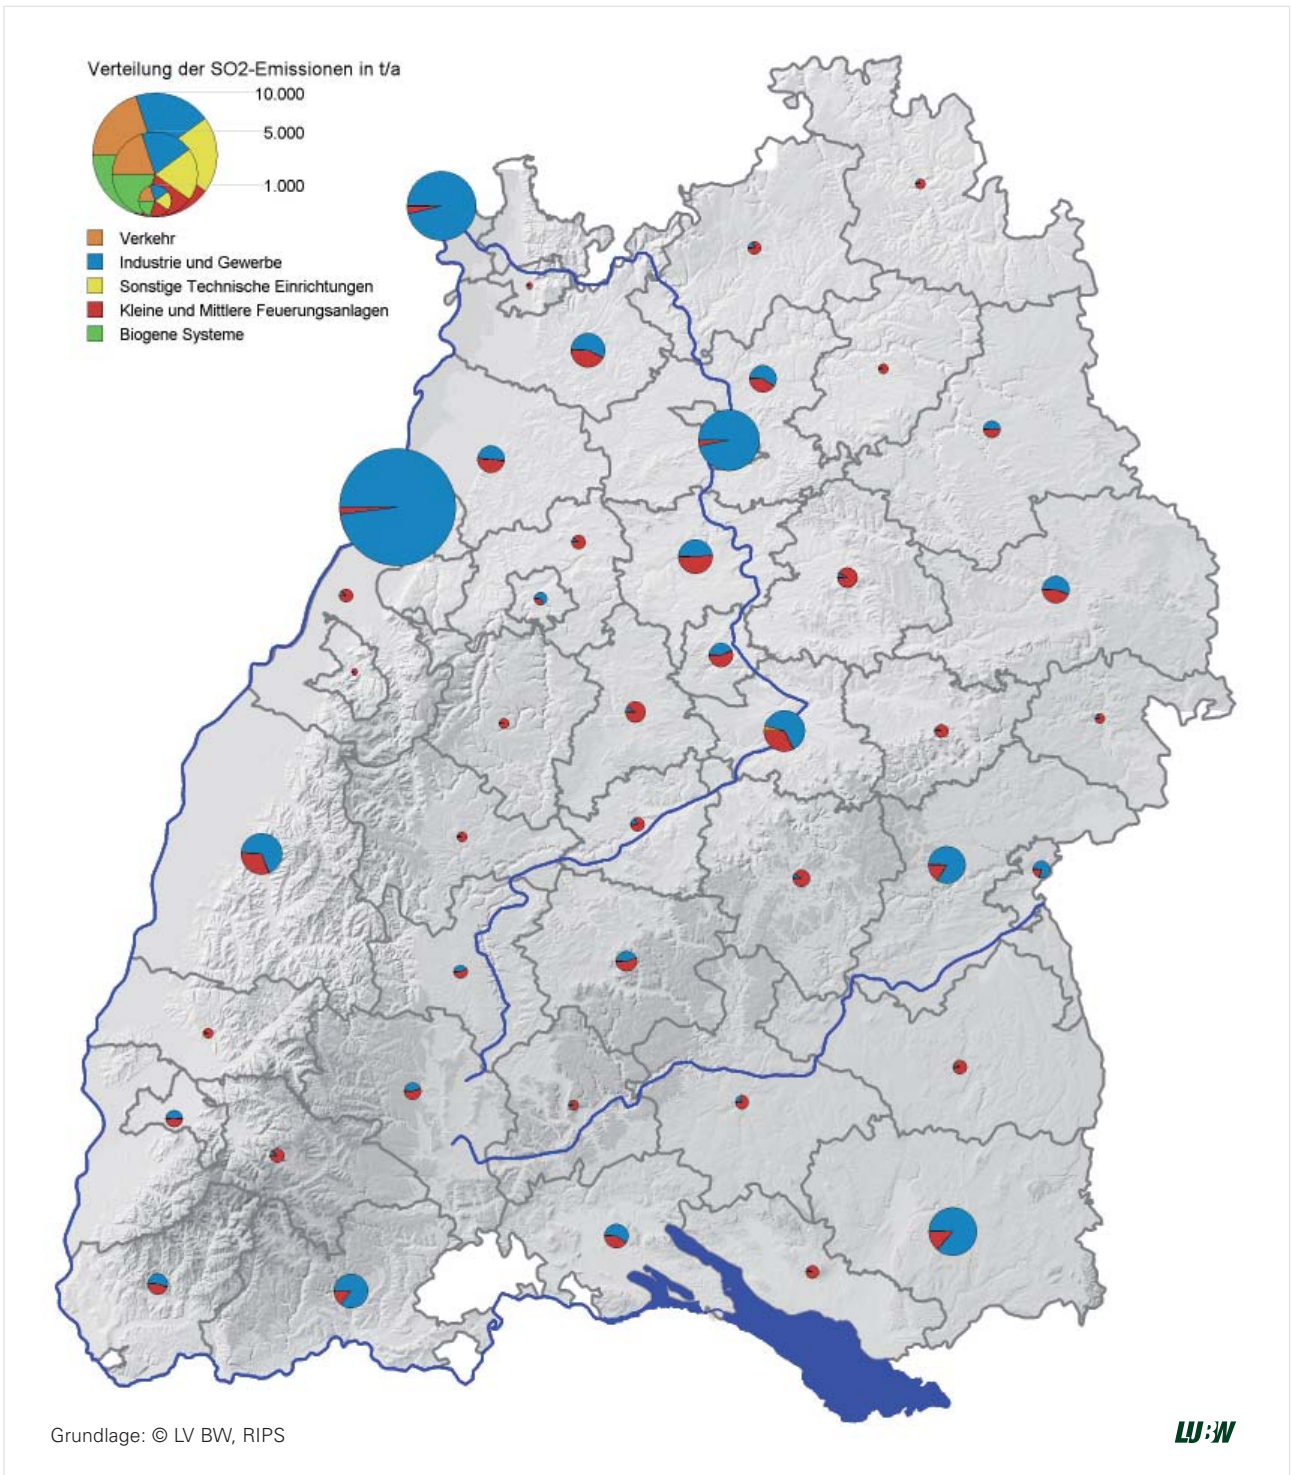 Verteilung der SO2-Emissionen in t/a
10.000
5.000
1.000
Verkehr
Industrie und Gewerbe
Sonstige Technische Einrichtungen
Kleine und Mittlere Feuerungsanlagen
Biogene Systeme
Grundlage: © LV BW, RIPS
LUBW